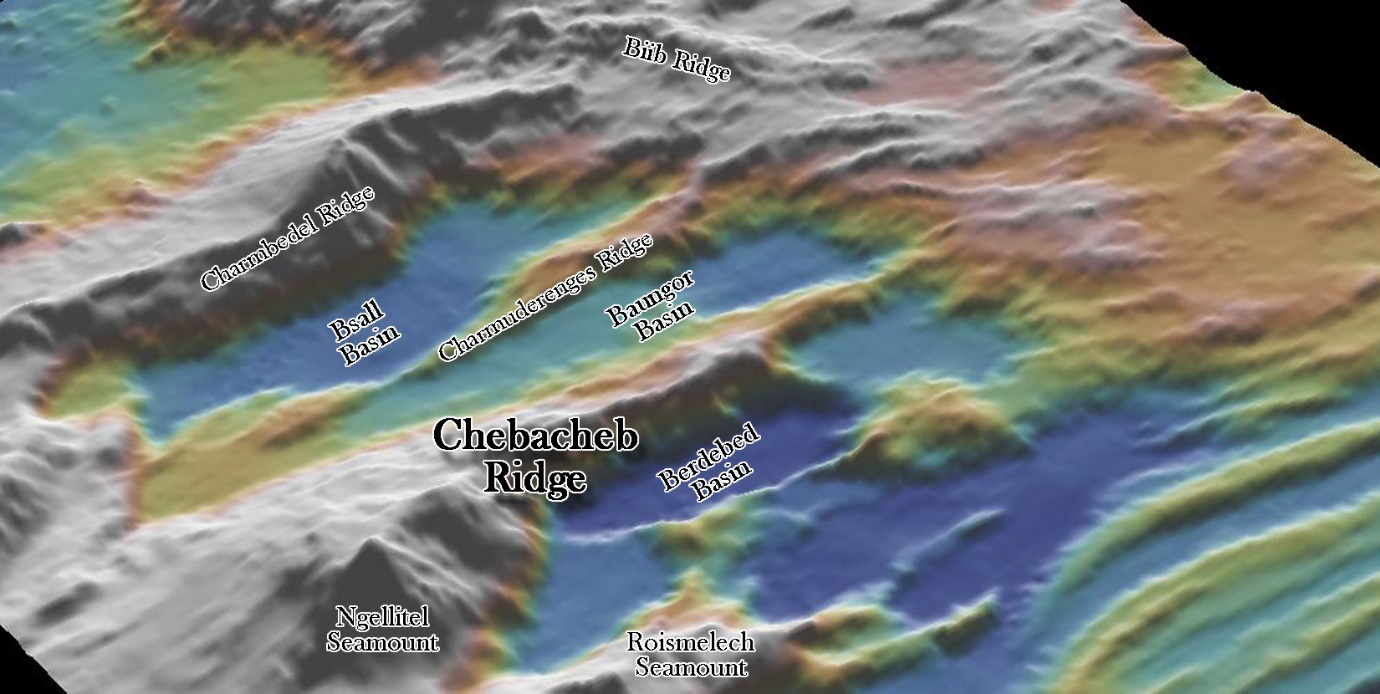 Biib Ridge
Charmbedel Ridge
Charmuderenges Ridge
Bsall
Basin
Baungor
Basin
Chebacheb
Ridge
Berdebed
Basin
Ngellitel
Seamount
Roismelech
Seamount